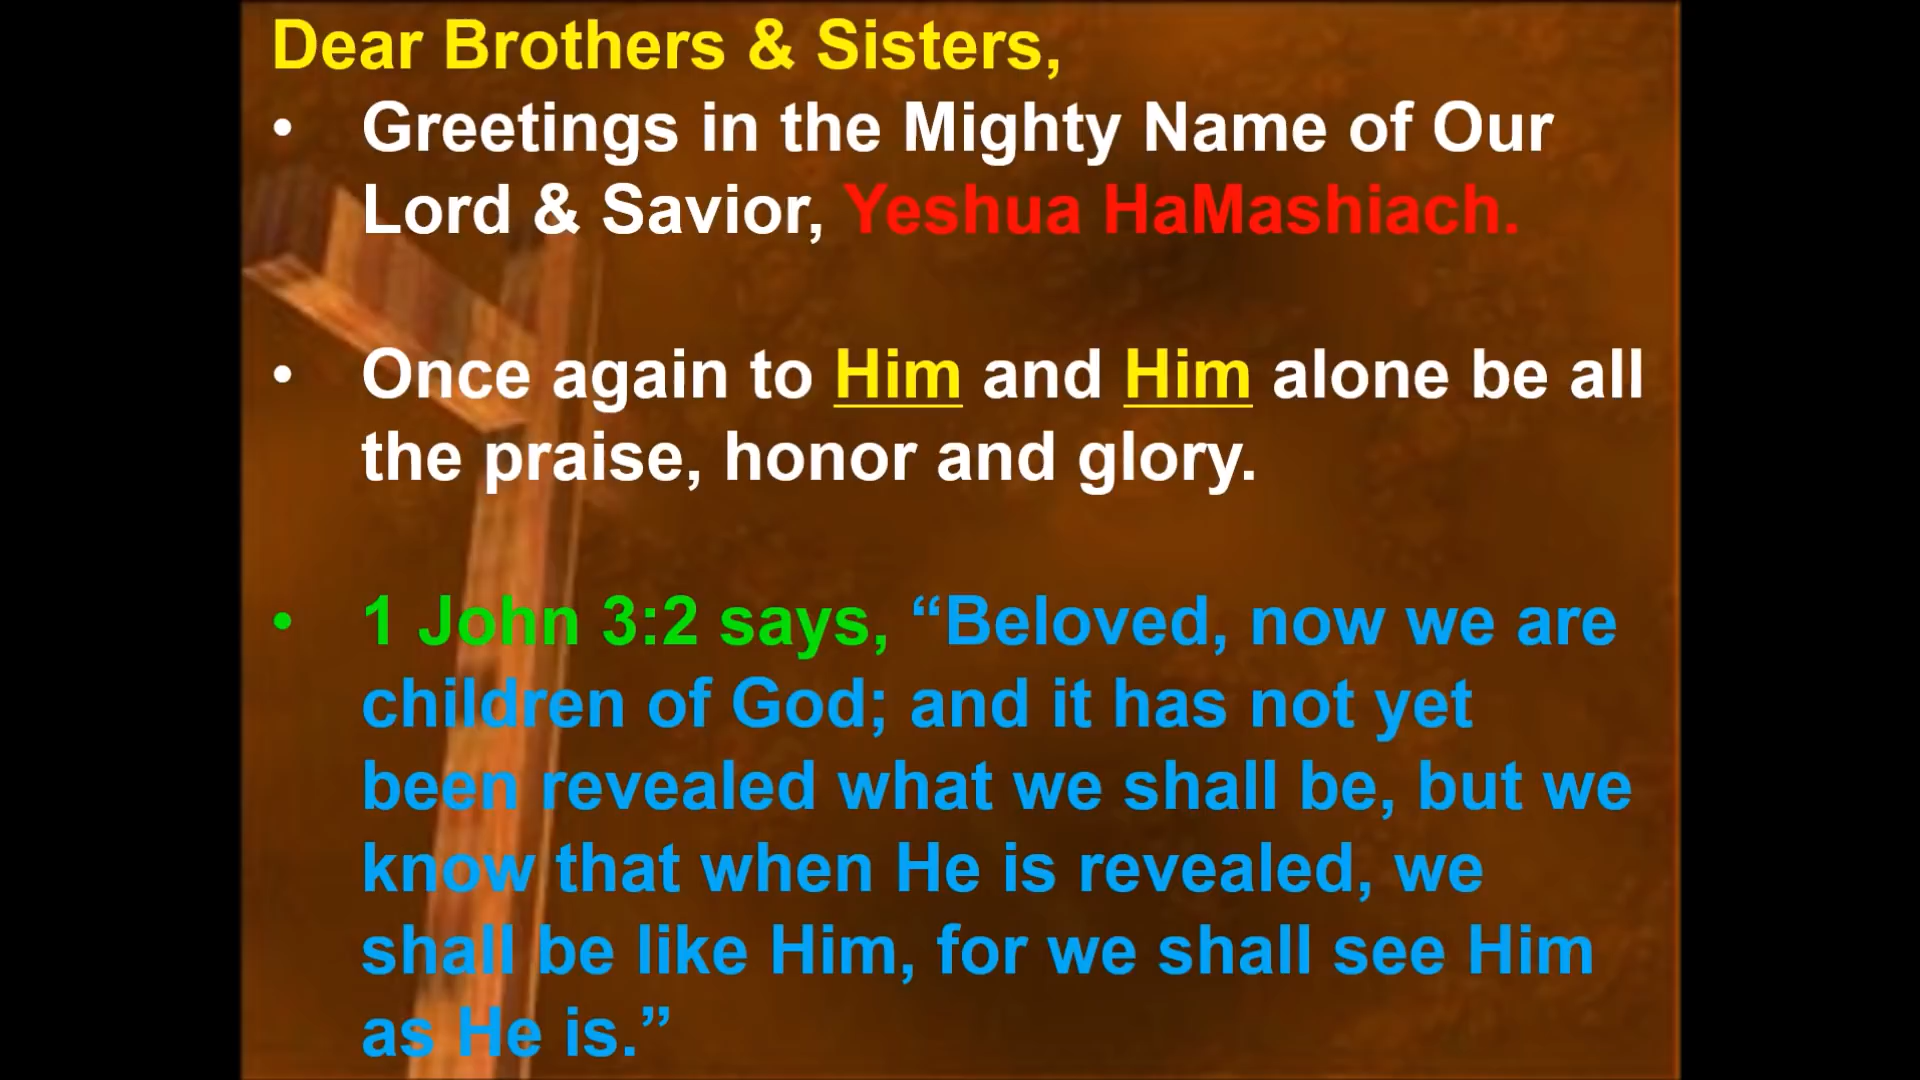 Dear Brothers & Sisters,
• Greetings in the Mighty Name of Our
Lord & Savior, Yeshua HaMashiach.
• Once again to Him and Him alone be all
the praise, honor and glory.
• 1 John 3:2 says, “Beloved, now we are
children of God; and it has not yet
been revealed what we shall be, but we
know that when He is revealed, we
shall be like Him, for we shall see Him
as He is.”